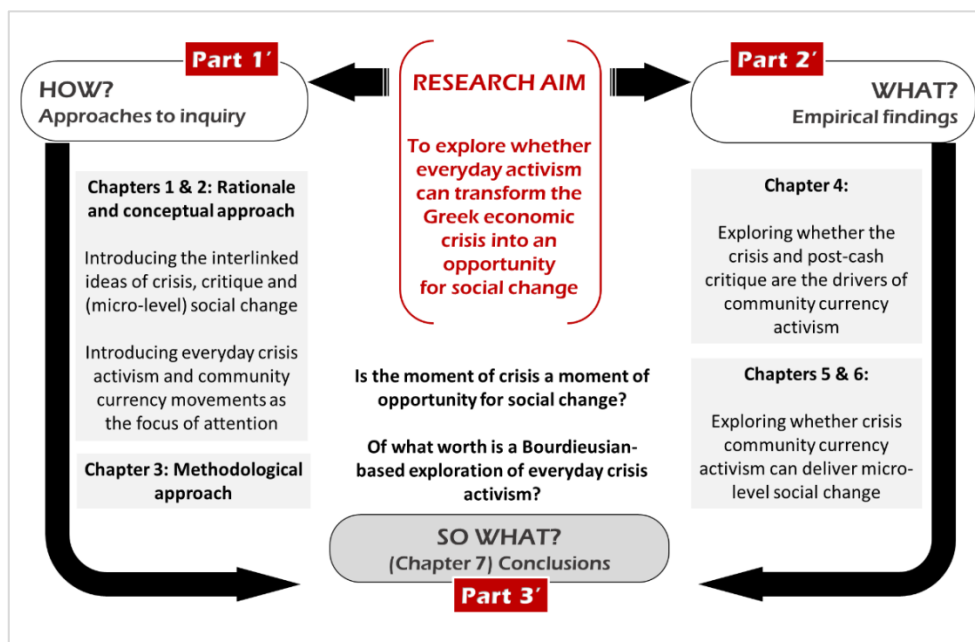 Part 1′
HOW?
Approaches to inquiry
Chapters 1 & 2: Rationale
and conceptual approach
Introducing the interlinked
ideas of crisis, critique and
(micro-level) social change
Introducing everyday crisis
activism and community
currency movements as
the focus of attention
Chapter 3: Methodological
approach
RESEARCH AIM
To explore whether
everyday activism
can transform the
Greek economic
crisis into an
opportunity
for social change
Part 2′
WHAT?
Empirical findings
Chapter 4:
Exploring whether the
crisis and post-cash
critique are the drivers of
community currency
activism
Chapters 5 & 6:
Exploring whether crisis
community currency
activism can deliver micro-
level social change
Is the moment of crisis a moment of
opportunity for social change?
Of what worth is a Bourdieusian-
based exploration of everyday crisis
activism?
SO WHAT?
(Chapter 7) Conclusions
Part 3′